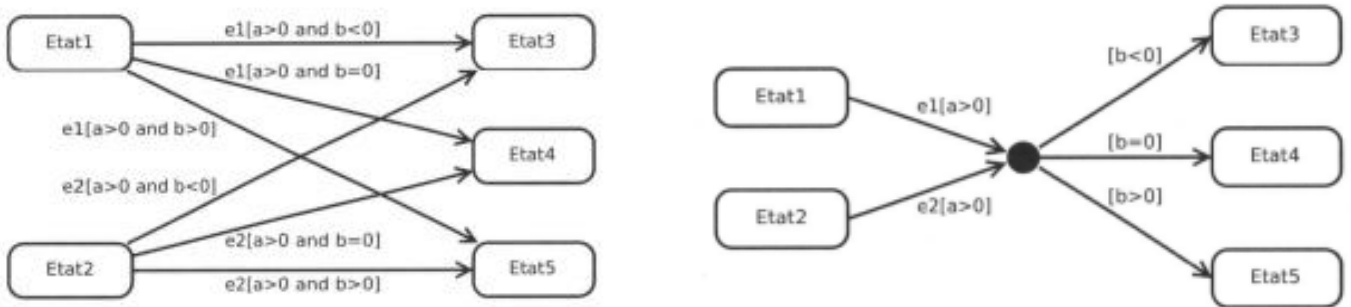 Etat1
e1[a>0 and b<0]
Etat3
e1[a>0 and b=0]
e1[a>0 and b>0]
Etat4
e2[a>0 and b<0]
Etat2
e2[a>0 and b=0]
e2[a>0 and b>0]
Etat5
Etat1
e1[a>0]
Etat2
e2[a>0]
[b<0]
Etat3
[b=0]
Etat4
[b>0]
Etat5